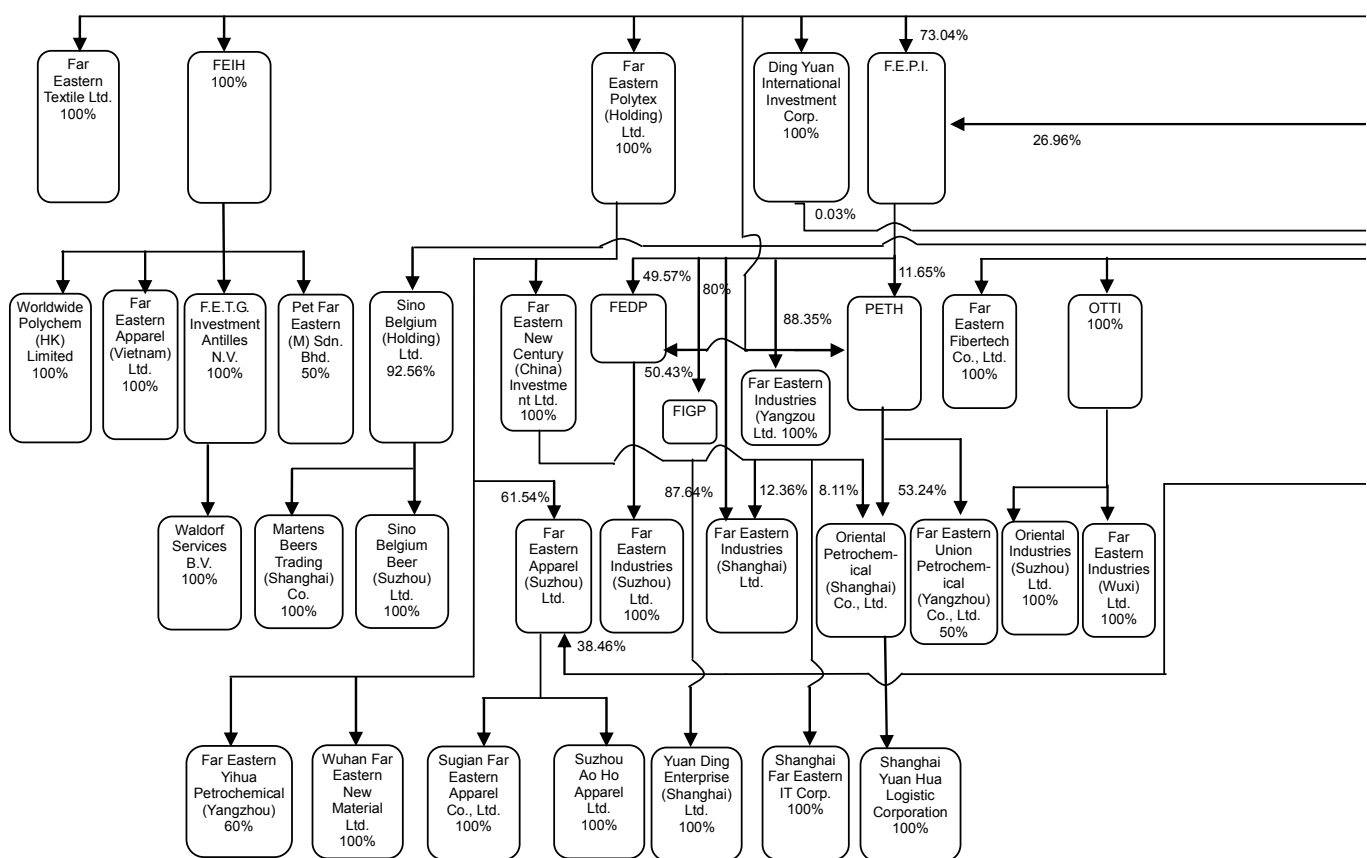 73.04%
Far
Eastern
Textile Ltd.
100%
FEIH
100%
Far
Eastern
Polytex
(Holding)
Ltd.
100%
Ding Yuan
International
Investment
Corp.
100%
F.E.P.I.
26.96%
0.03%
49.57%
80%
88.35%
11.65%
Worldwide
Polychem
(HK)
Limited
100%
Far
Eastern
Apparel
(Vietnam)
Ltd.
100%
F.E.T.G.
Investment
Antilles
N.V.
100%
Pet Far
Eastern
(M) Sdn.
Bhd.
50%
Sino
Belgium
(Holding)
Ltd.
92.56%
Far
Eastern
New
Century
(China)
Investme
nt Ltd.
100%
FEDP
50.43%
FIGP
Far Eastern
Industries
(Yangzou
Ltd. 100%
PETH
Far
Eastern
Fibertech
Co., Ltd.
100%
OTTI
100%
61.54%
87.64%
12.36%
8.11%
53.24%
Waldorf
Services
B.V.
100%
Martens
Beers
Trading
(Shanghai)
Co.
100%
Sino
Belgium
Beer
(Suzhou)
Ltd.
100%
Far
Eastern
Apparel
(Suzhou)
Ltd.
Far
Eastern
Industries
(Suzhou)
Ltd.
100%
Far Eastern
Industries
(Shanghai)
Ltd.
Oriental
Petrochem-
ical
(Shanghai)
Co., Ltd.
Far Eastern
Union
Petrochem-
ical
(Yangzhou)
Co., Ltd.
50%
Oriental
Industries
(Suzhou)
Ltd.
100%
Far
Eastern
Industries
(Wuxi)
Ltd.
100%
38.46%
Far Eastern
Yihua
Petrochemical
(Yangzhou)
60%
Wuhan Far
Eastern
New
Material
Ltd.
100%
Sugian Far
Eastern
Apparel
Co., Ltd.
100%
Suzhou
Ao Ho
Apparel
Ltd.
100%
Yuan Ding
Enterprise
(Shanghai)
Ltd.
100%
Shanghai
Far Eastern
IT Corp.
100%
Shanghai
Yuan Hua
Logistic
Corporation
100%